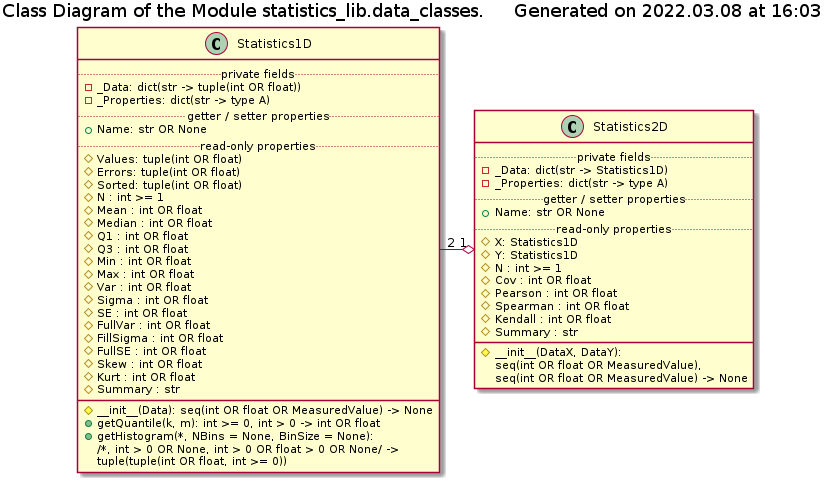 Class Diagram of the Module statistics_lib.data_classes. Generated on 2022.03.08 at 16:03
C Statistics1D
private fields
_Data: dict(str -> tuple(int OR float))
_Properties: dict(str -> type A)
getter / setter properties
Name: str OR None
read-only properties
Values: tuple(int OR float)
Errors: tuple(int OR float)
Sorted: tuple(int OR float)
N : int >= 1
Mean : int OR float
Median : int OR float
Q1 : int OR float
Q3 : int OR float
Min : int OR float
Max : int OR float
Var : int OR float
Sigma : int OR float
SE : int OR float
FullVar : int OR float
FillSigma : int OR float
FullSE : int OR float
Skew : int OR float
Kurt : int OR float
Summary : str
__init__(Data): seq(int OR float OR MeasuredValue) -> None
getQuantile(k, m): int >= 0, int > 0 -> int OR float
getHistogram(*, NBins = None, BinSize = None):
/*, int > 0 OR None, int > 0 OR float > 0 OR None/ ->
tuple(tuple(int OR float, int >= 0))
2 1
C Statistics2D
private fields
_Data: dict(str -> Statistics1D)
_Properties: dict(str -> type A)
getter / setter properties
Name: str OR None
read-only properties
X: Statistics1D
Y: Statistics1D
N : int >= 1
Cov : int OR float
Pearson : int OR float
Spearman : int OR float
Kendall : int OR float
Summary : str
__init__(DataX, DataY):
seq(int OR float OR MeasuredValue),
seq(int OR float OR MeasuredValue) -> None